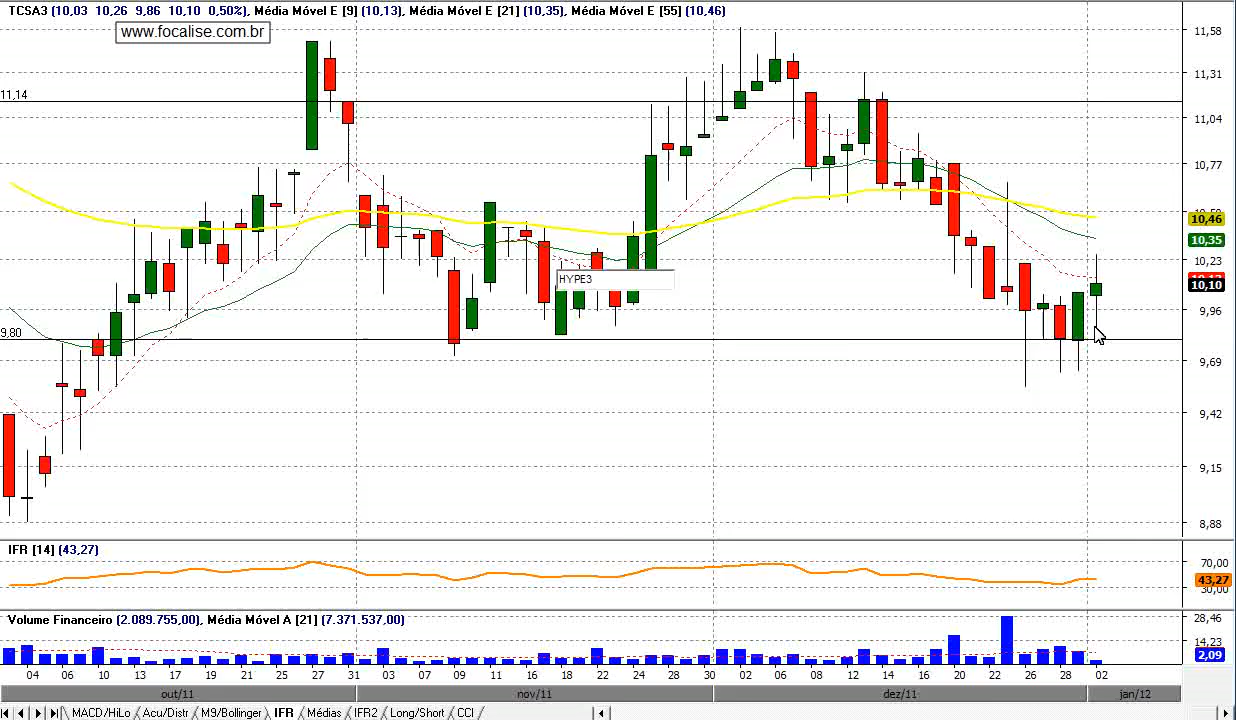 TCSA3 (10,03 10,26 9,86 10,10 0,50%), Média Móvel E [9] (10,13), Média Móvel E [21] (10,35), Média Móvel E [55] (10,46)
www.focalise.com.br
11,58
11,31
11,14
11,04
10,77
10,50
10,46
10,35
10,23
10,13
10,10
HYPE3
9,96
9,80
9,69
9,42
9,15
8,88
IFR [14] (43,27)
70,00
43,27
30,00
Volume Financeiro (2.089.755,00), Média Móvel A [21] (7.371.537,00)
28,46
14,23
2,09
04 06 10 13 17 19 21 25 27 31 03 07 09 11 16 18 22 24 28 30 02 06 08 12 14 16 20 22 26 28 02
out/11 nov/11 dez/11 jan/12
MACD/HiLo Acu/Distr M9/Bollinger IFR Médias IFR2 Long/Short CCI